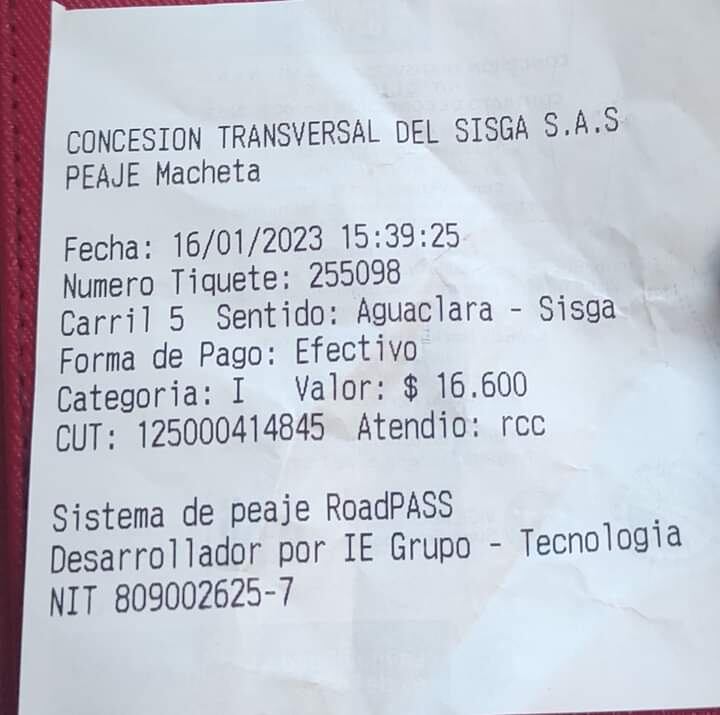 CONCESION TRANSVERSAL DEL SISGA S.A.S
PEAJE Macheta
Fecha: 16/01/2023 15:39:25
Numero Tiquete: 255098
Carril 5 Sentido: Aguaclara - Sisga
Forma de Pago: Efectivo
Categoria: I Valor: $ 16.600
CUT: 125000414845 Atendio: rcc
Sistema de peaje RoadPASS
Desarrollador por IE Grupo - Tecnologia
NIT 809002625-7